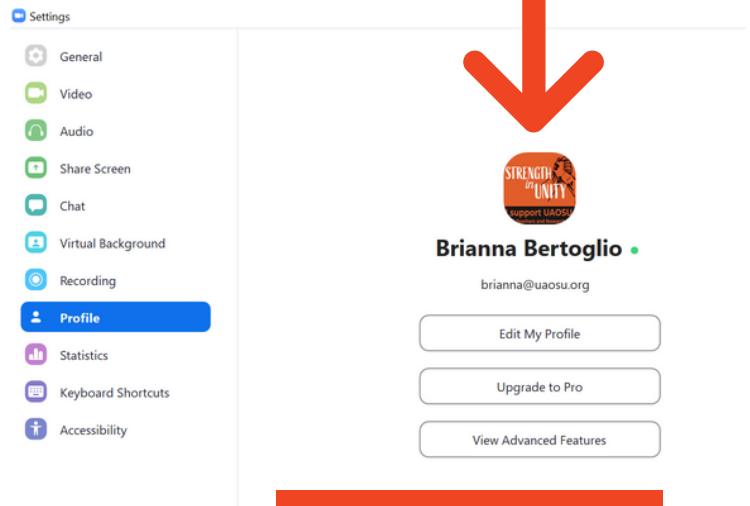 Settings
General
Video
Audio
Share Screen
Chat
Virtual Background
Recording
Profile
Statistics
Keyboard Shortcuts
Accessibility
STRENGTH
in
UNITY
support UAOSU
Brianna Bertoglio
brianna@uaosu.org
Edit My Profile
Upgrade to Pro
View Advanced Features